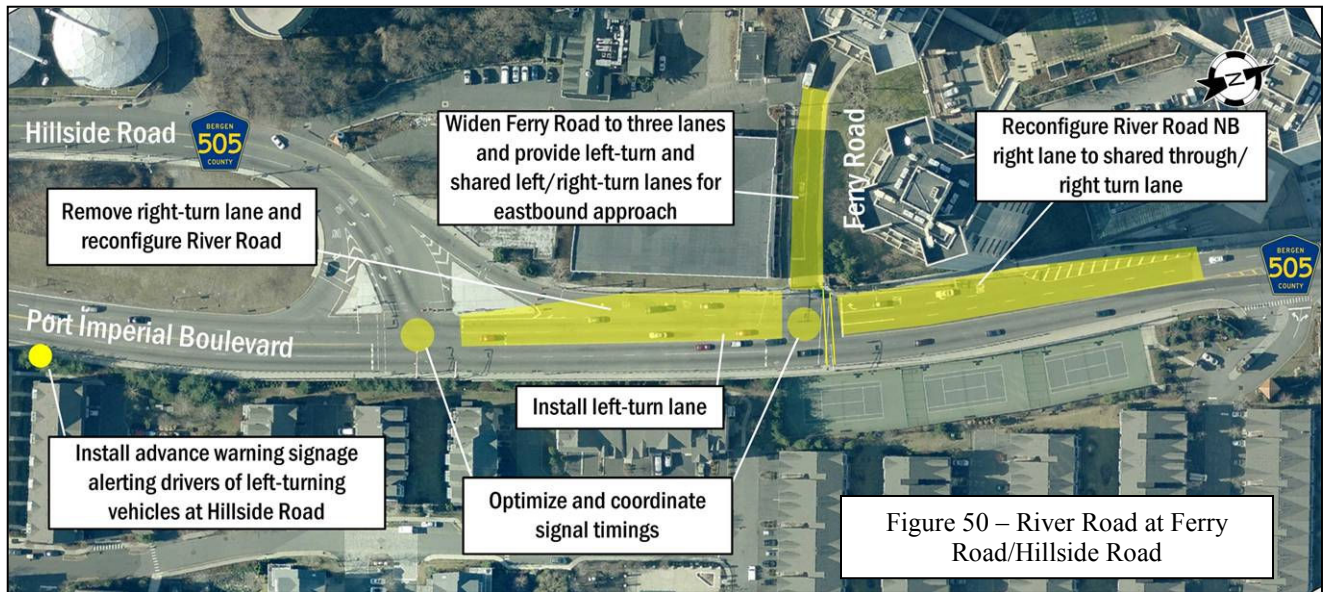 Hillside Road
BERGEN
505
COUNTY
Widen Ferry Road to three lanes
and provide left-turn and
shared left/right-turn lanes for
eastbound approach
Ferry Road
N
Reconfigure River Road NB
right lane to shared through/
right turn lane
Remove right-turn lane and
reconfigure River Road
BERGEN
505
COUNTY
Port Imperial Boulevard
Install left-turn lane
Install advance warning signage
alerting drivers of left-turning
vehicles at Hillside Road
Optimize and coordinate
signal timings
Figure 50 – River Road at Ferry
Road/Hillside Road